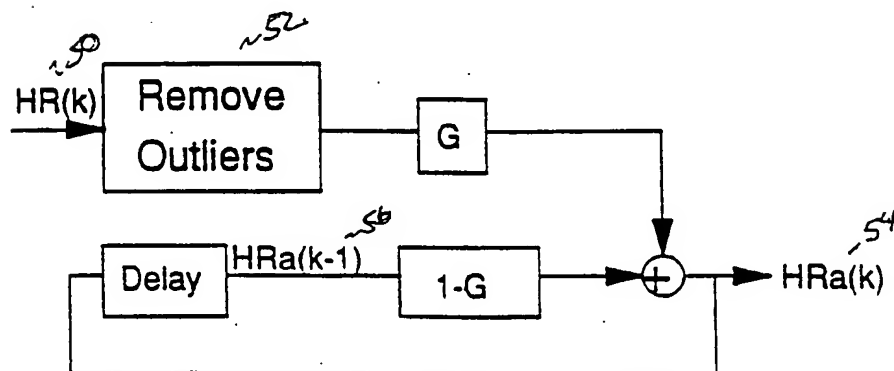 ~50
~52
HR(k)
Remove
Outliers
G
~56
~54
Delay
HRa(k-1)
1-G
+
HRa(k)